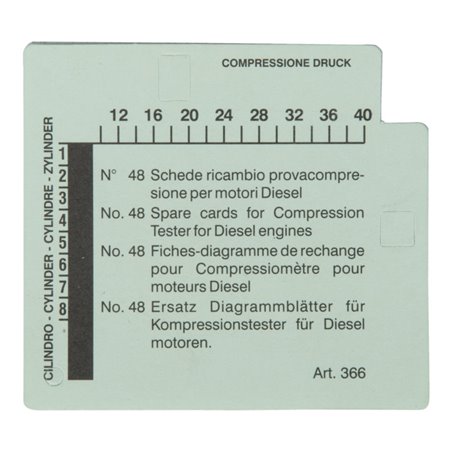 COMPRESSIONE DRUCK
12 16 20 24 28 32 36 40
CILINDRO - CYLINDER - CYLINDRE - ZYLINDER
1
2
3
4
5
6
7
8
N° 48 Schede ricambio provacompre-
sione per motori Diesel
No. 48 Spare cards for Compression
Tester for Diesel engines
No. 48 Fiches-diagramme de rechange
pour Compressiomètre pour
moteurs Diesel
No. 48 Ersatz Diagrammblätter für
Kompressionstester für Diesel
motoren.
Art. 366